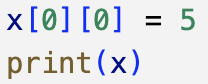 x[0][0] = 5
print(x)